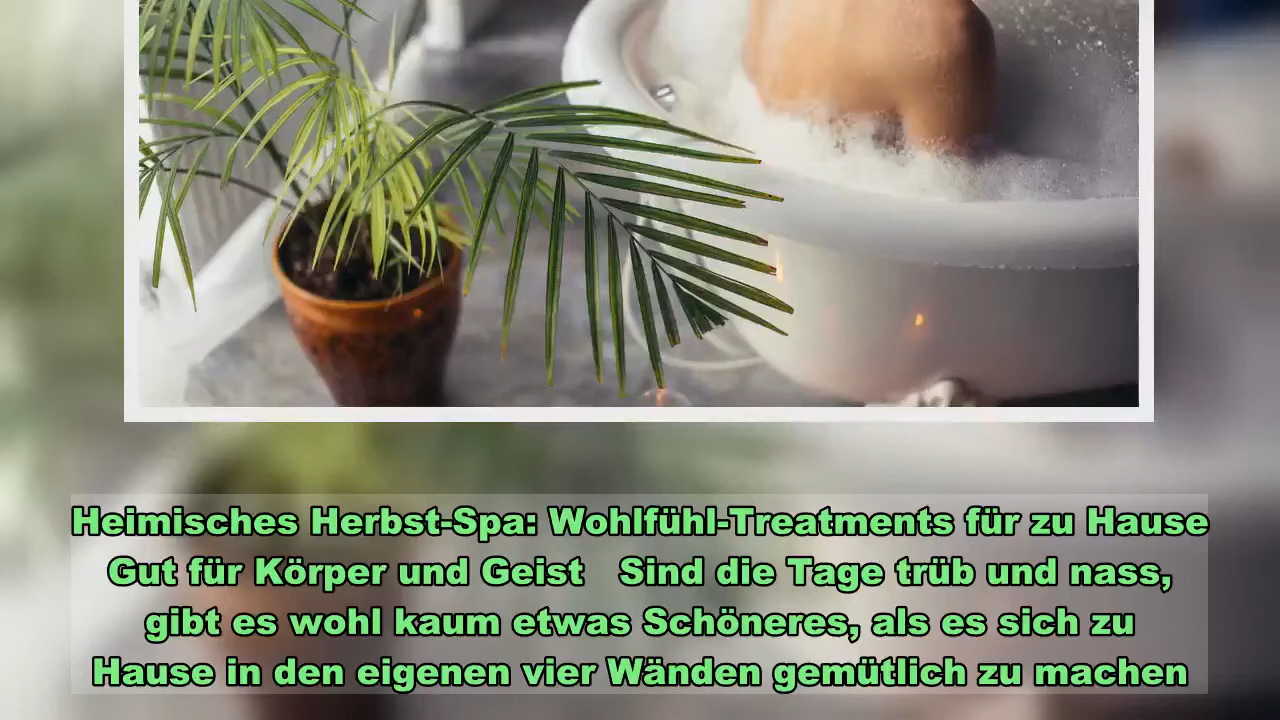 Heimisches Herbst-Spa: Wohlfühl-Treatments für zu Hause
Gut für Körper und Geist   Sind die Tage trüb und nass,
gibt es wohl kaum etwas Schöneres, als es sich zu
Hause in den eigenen vier Wänden gemütlich zu machen